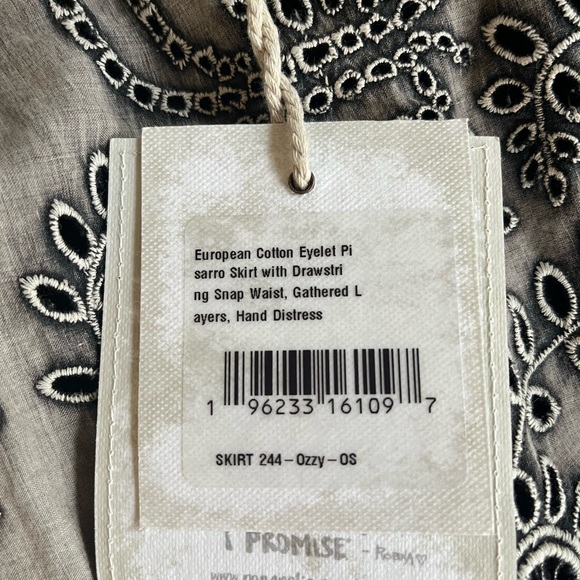 European Cotton Eyelet Pi
sarro Skirt with Drawstri
ng Snap Waist, Gathered L
ayers, Hand Distress
1 96233 16109 7
SKIRT 244-Ozzy-OS
I PROMISE